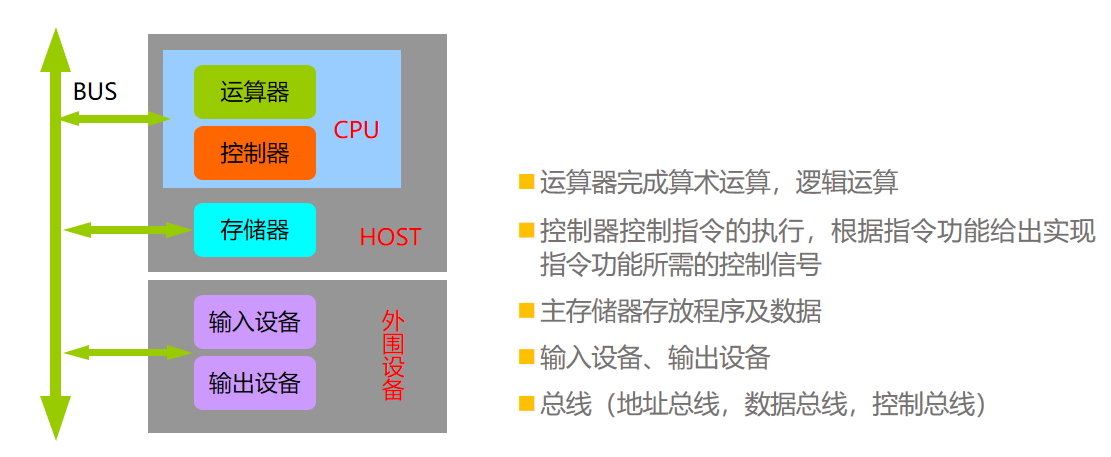 BUS
运算器
CPU
控制器
存储器
HOST
输入设备
输出设备
外围设备
运算器完成算术运算，逻辑运算
控制器控制指令的执行，根据指令功能给出实现
指令功能所需的控制信号
主存储器存放程序及数据
输入设备、输出设备
总线（地址总线，数据总线，控制总线）